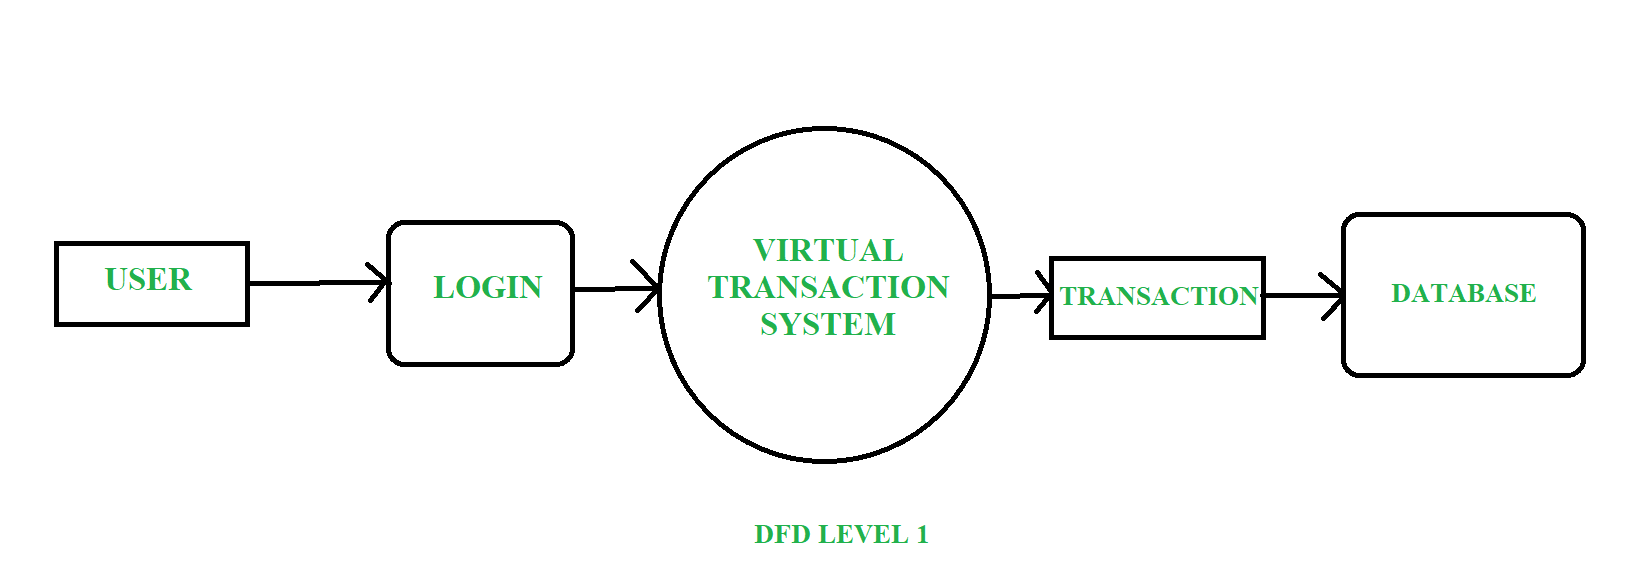 USER
LOGIN
VIRTUAL
TRANSACTION
SYSTEM
TRANSACTION
DATABASE
DFD LEVEL 1